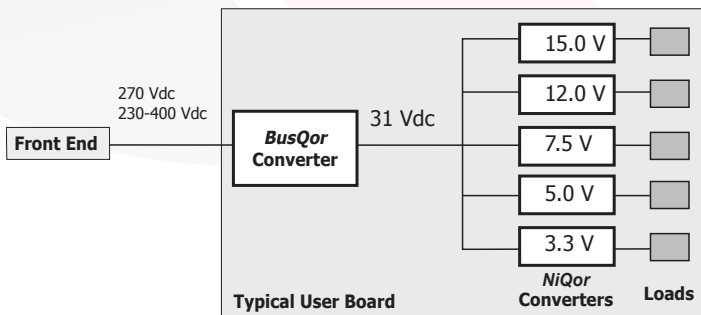 270 Vdc
230-400 Vdc
Front End
BusQor
Converter
31 Vdc
15.0 V
12.0 V
7.5 V
5.0 V
3.3 V
NiQor
Converters
Loads
Typical User Board